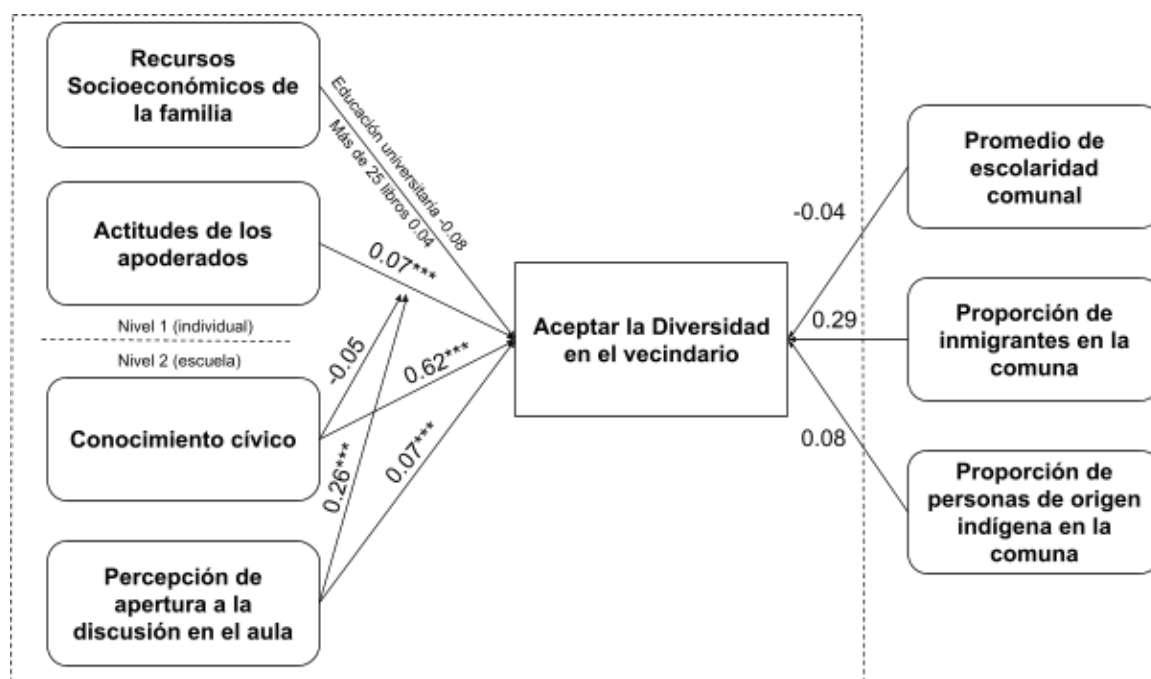 Recursos
Socioeconómicos de
la familia
Educación universitaria -0.08
Más de 25 libros 0.04
Actitudes de los
apoderados
0.07***
Nivel 1 (individual)
Nivel 2 (escuela)
Conocimiento cívico
-0.05
0.62***
0.26***
0.07***
Percepción de
apertura a la
discusión en el aula
Aceptar la Diversidad
en el vecindario
Promedio de
escolaridad
comunal
-0.04
Proporción de
inmigrantes en la
comuna
0.29
Proporción de
personas de origen
indígena en la
comuna
0.08